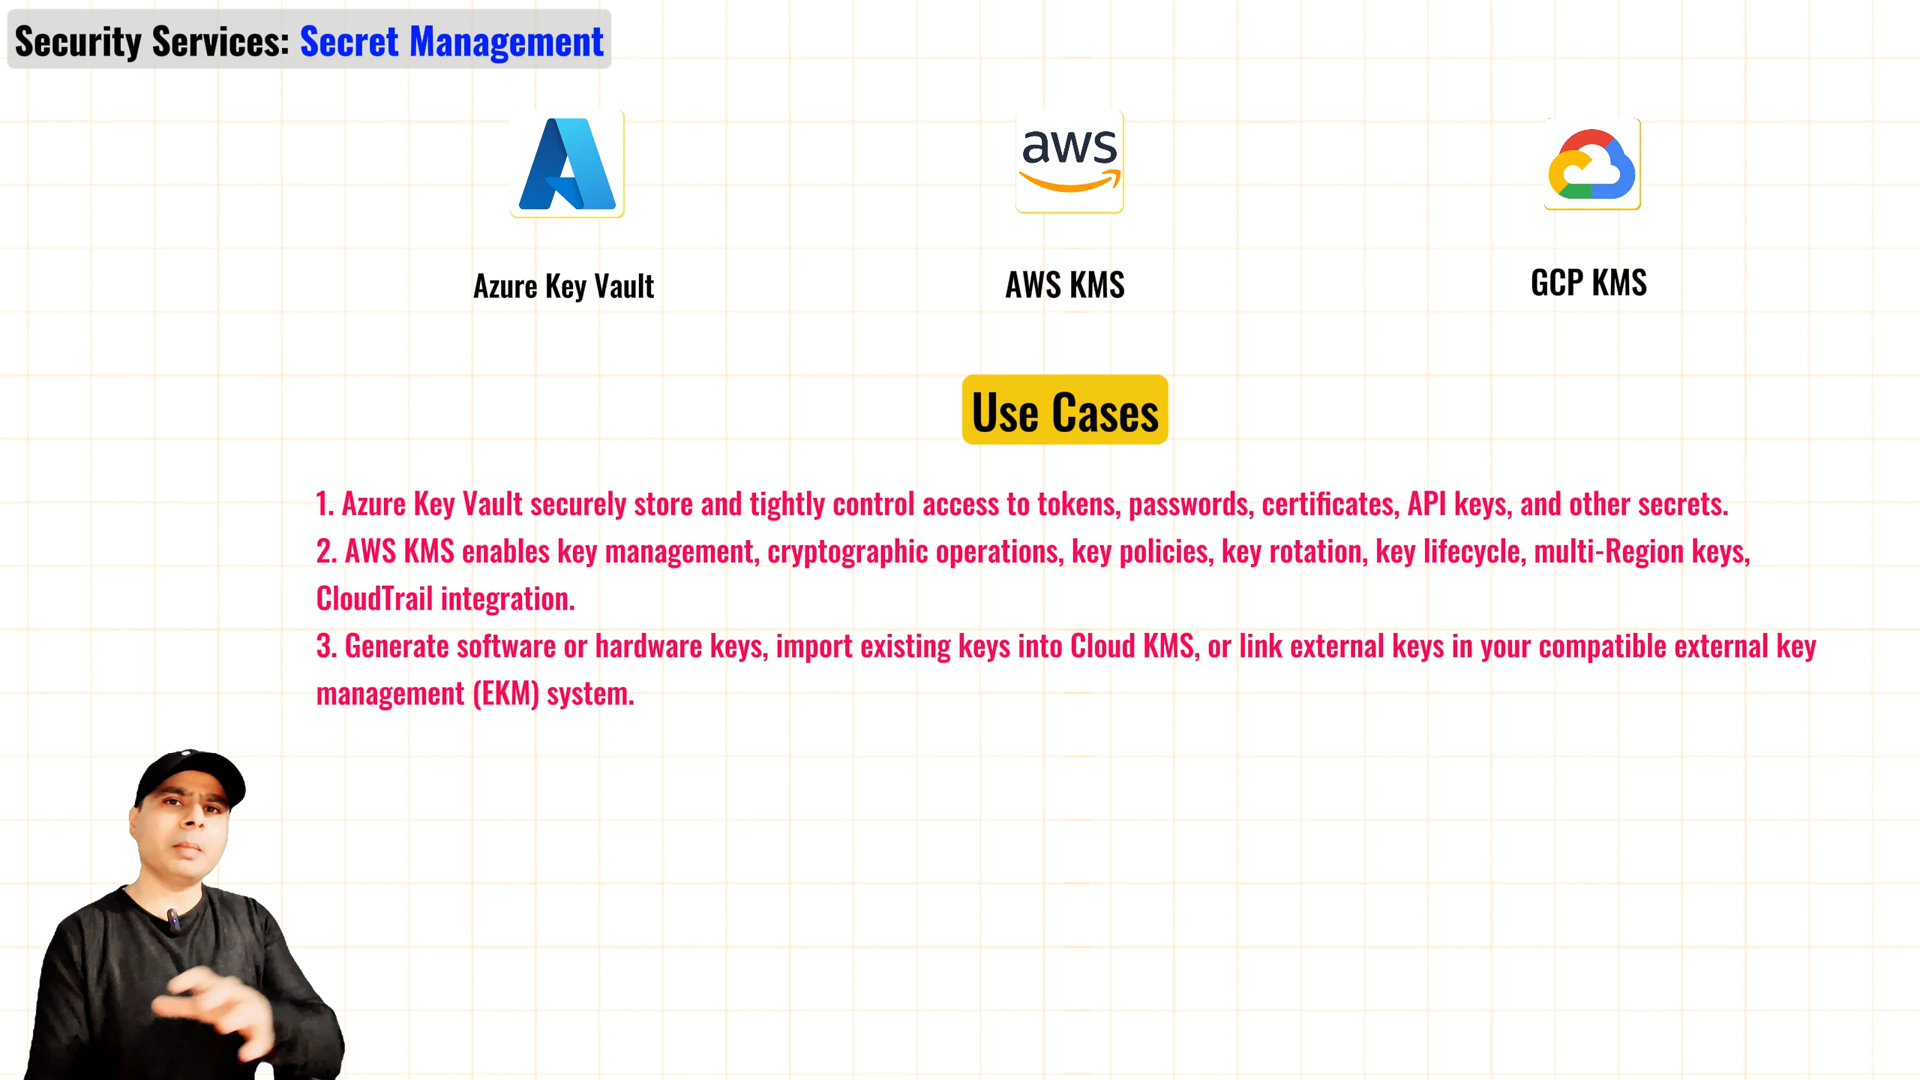 Security Services: Secret Management
aws
Azure Key Vault
AWS KMS
GCP KMS
Use Cases
1. Azure Key Vault securely store and tightly control access to tokens, passwords, certificates, API keys, and other secrets.
2. AWS KMS enables key management, cryptographic operations, key policies, key rotation, key lifecycle, multi-Region keys,
CloudTrail integration.
3. Generate software or hardware keys, import existing keys into Cloud KMS, or link external keys in your compatible external key
management (EKM) system.